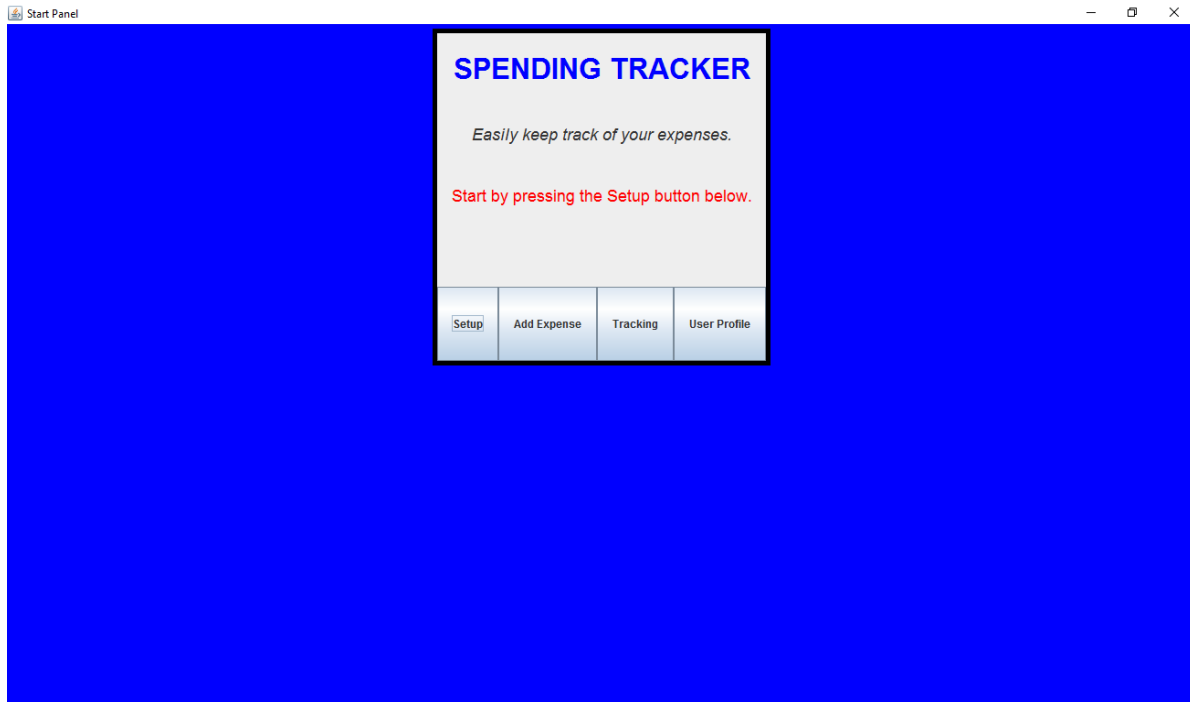 Start Panel
SPENDING TRACKER
Easily keep track of your expenses.
Start by pressing the Setup button below.
Setup Add Expense Tracking User Profile